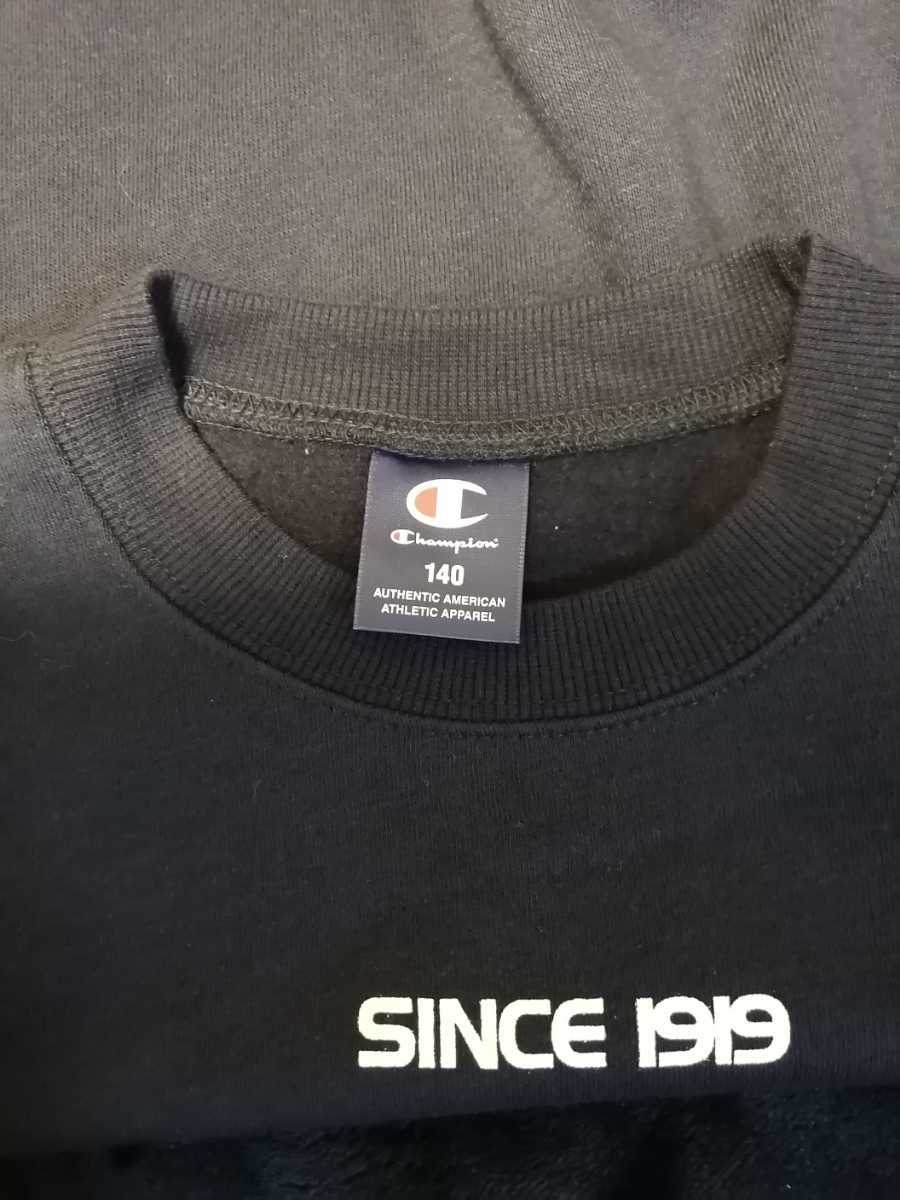 Champion
140
AUTHENTIC AMERICAN
ATHLETIC APPAREL
SINCE 1919